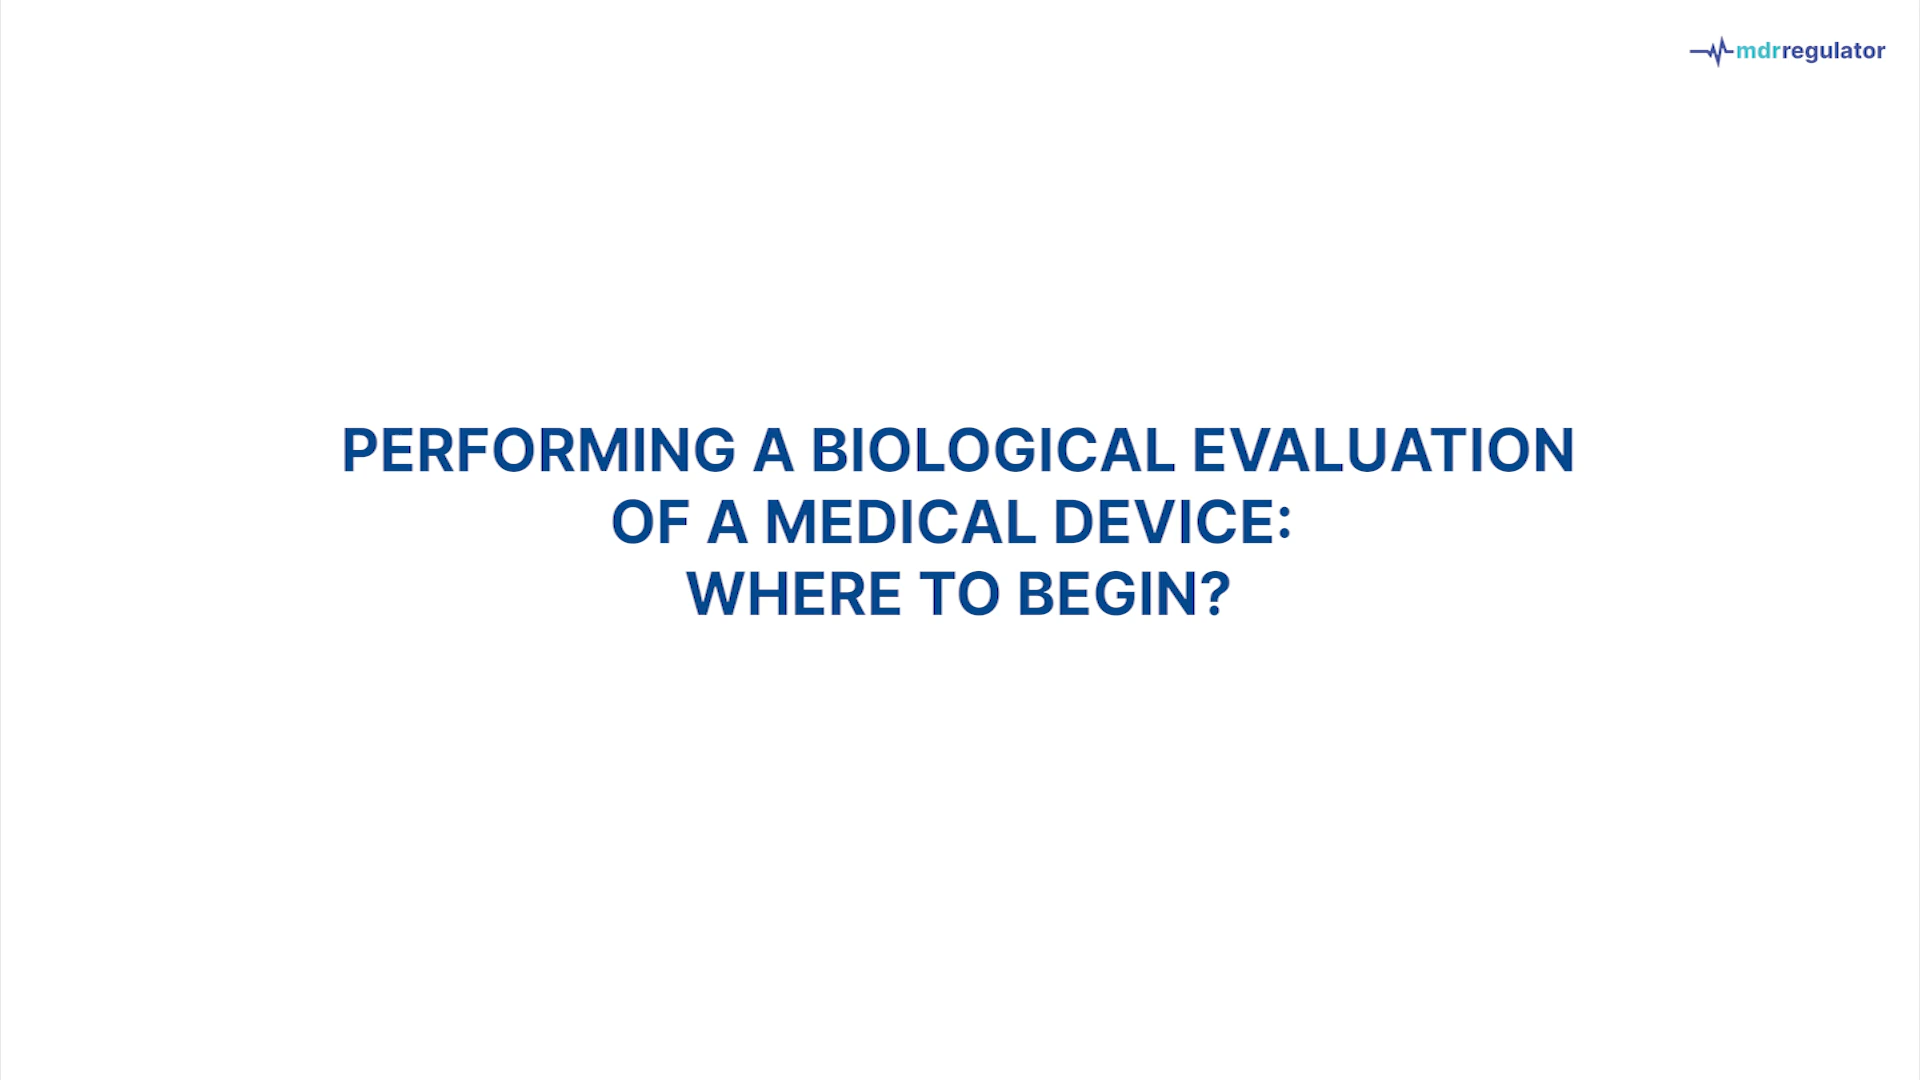 mdrregulator
PERFORMING A BIOLOGICAL EVALUATION
OF A MEDICAL DEVICE:
WHERE TO BEGIN?